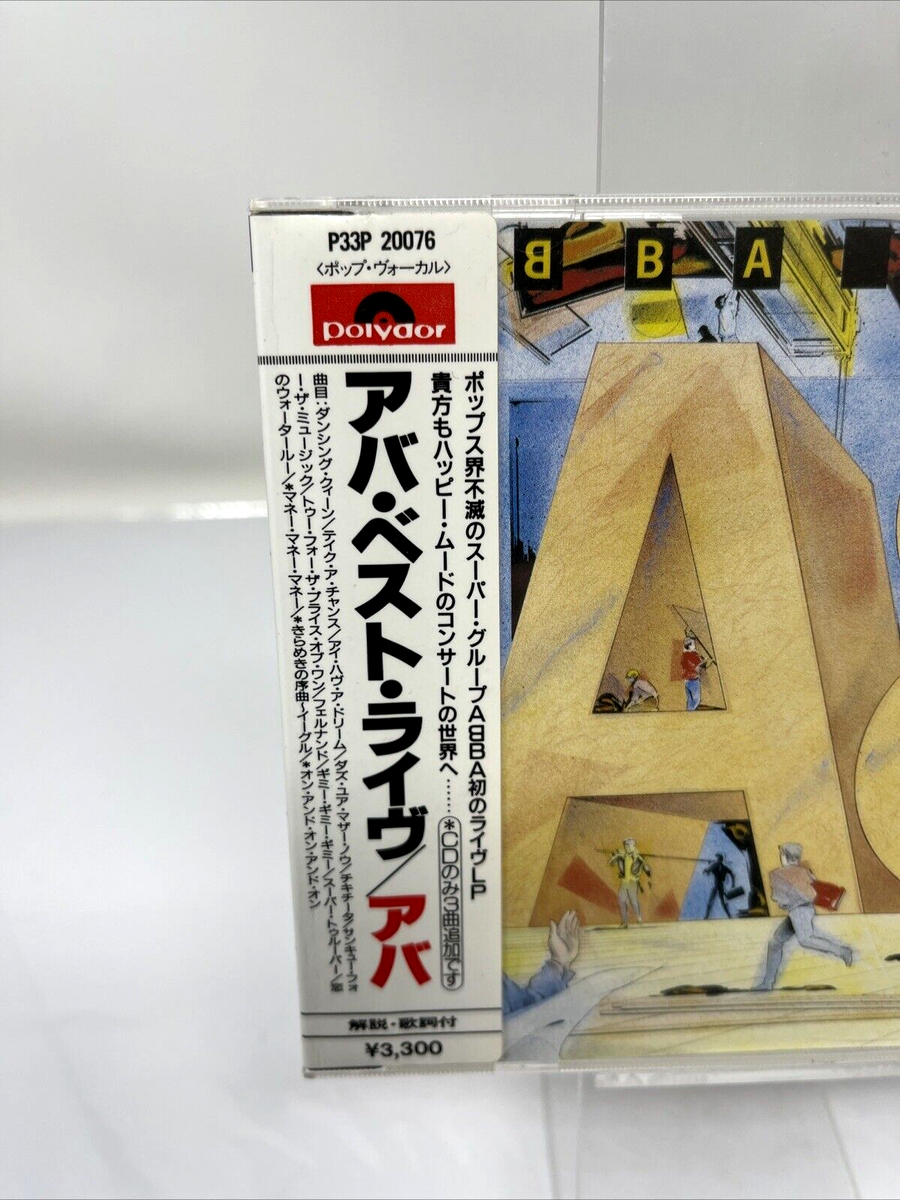 P33P 20076
〈ポップ・ヴォーカル〉
polydor
ポップス界不滅のスーパー・グループABBA初のライヴLP
貴方もハッピー・ムードのコンサートの世界へ……*CDのみ3曲追加です
アバ・ベスト・ライヴ/アバ
曲目:ダンシング・クィーン/テイク・ア・チャンス/アイ・ハヴ・ア・ドリーム/ダズ・ユア・マザー・ノウ/チキチータ/サンキュー・フォ
ー・ザ・ミュージック/トゥー・フォー・ザ・プライス・オブ・ワン/フェルナンド/ギミー・ギミー・ギミー/スーパー・トゥルーパー/恋
のウォータールー/*マネー・マネー・マネー/*きらめきの序曲〜イーグル/*オン・アンド・オン・アンド・オン
解説・歌詞付
¥3,300
B B A
A